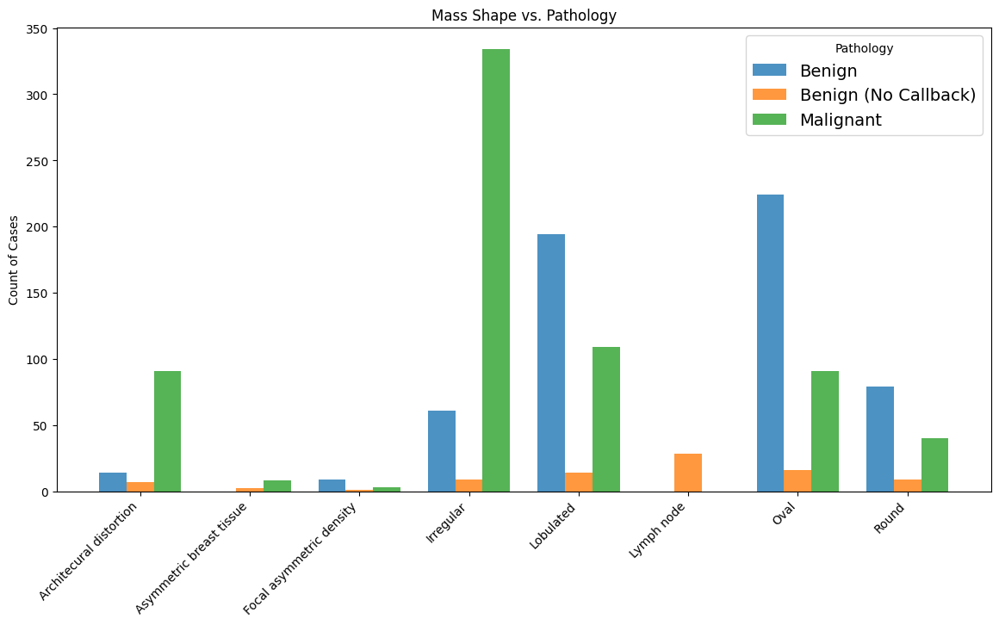 Mass Shape vs. Pathology
Pathology
Benign
Benign (No Callback)
Malignant
Count of Cases
350
300
250
200
150
100
50
0
Architecural distortion
Asymmetric breast tissue
Focal asymmetric density
Irregular
Lobulated
Lymph node
Oval
Round